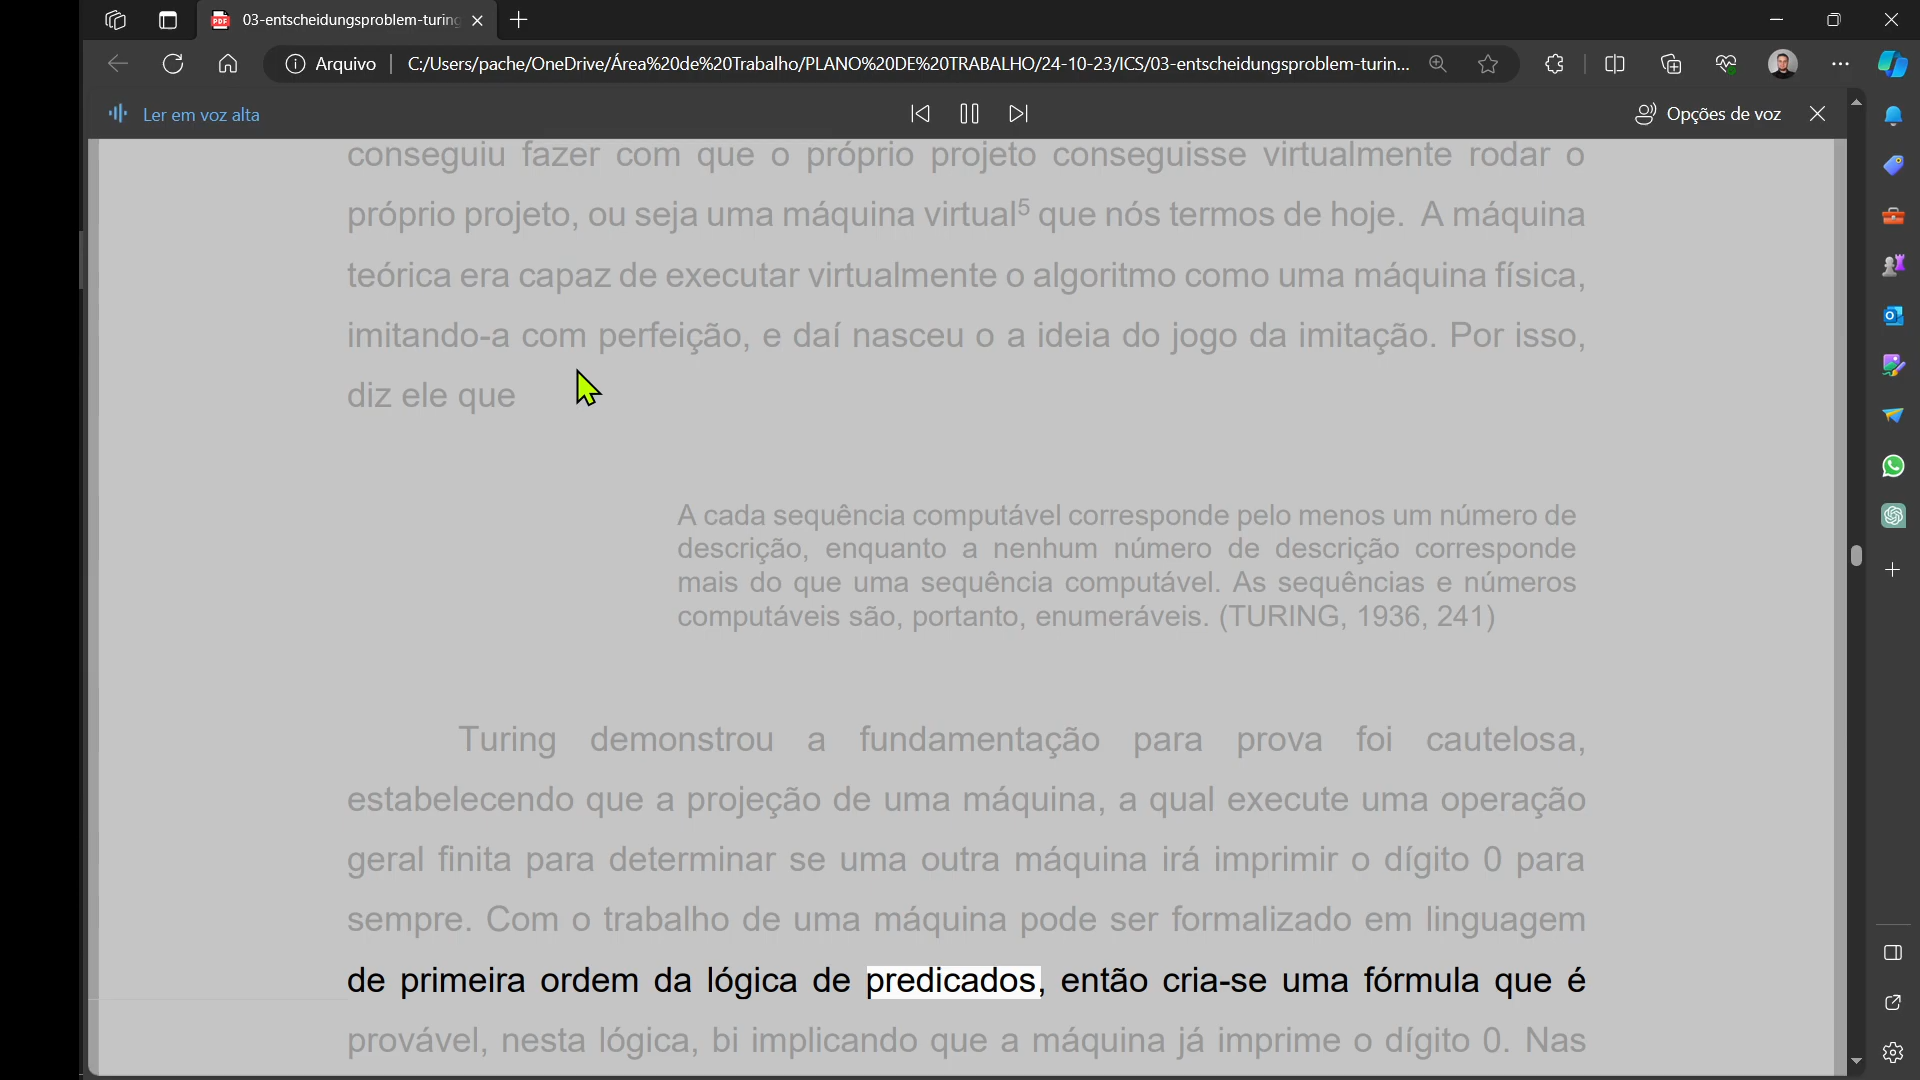 03-entscheidungsproblem-turing
Arquivo
C:/Users/pache/OneDrive/Área%20de%20Trabalho/PLANO%20DE%20TRABALHO/24-10-23/ICS/03-entscheidungsproblem-turin...
Ler em voz alta
Opções de voz
conseguiu fazer com que o próprio projeto conseguisse virtualmente rodar o
próprio projeto, ou seja uma máquina virtual⁵ que nós termos de hoje. A máquina
teórica era capaz de executar virtualmente o algoritmo como uma máquina física,
imitando-a com perfeição, e daí nasceu o a ideia do jogo da imitação. Por isso,
diz ele que
A cada sequência computável corresponde pelo menos um número de
descrição, enquanto a nenhum número de descrição corresponde
mais do que uma sequência computável. As sequências e números
computáveis são, portanto, enumeráveis. (TURING, 1936, 241)
Turing demonstrou a fundamentação para prova foi cautelosa,
estabelecendo que a projeção de uma máquina, a qual execute uma operação
geral finita para determinar se uma outra máquina irá imprimir o dígito 0 para
sempre. Com o trabalho de uma máquina pode ser formalizado em linguagem
de primeira ordem da lógica de predicados, então cria-se uma fórmula que é
provável, nesta lógica, bi implicando que a máquina já imprime o dígito 0. Nas